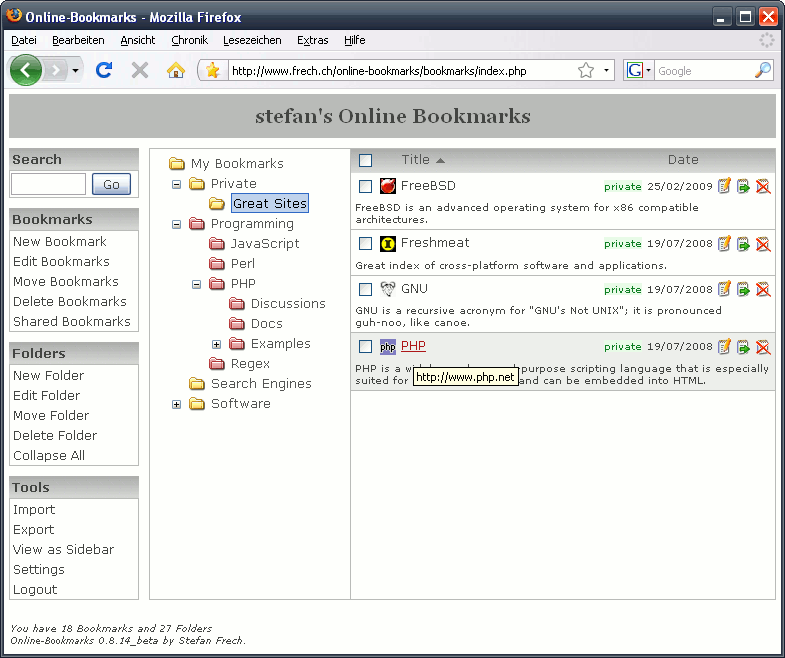 Online-Bookmarks - Mozilla Firefox
Datei Bearbeiten Ansicht Chronik Lesezeichen Extras Hilfe
http://www.frech.ch/online-bookmarks/bookmarks/index.php
G Google
stefan's Online Bookmarks
Search
Go
Bookmarks
New Bookmark
Edit Bookmarks
Move Bookmarks
Delete Bookmarks
Shared Bookmarks
Folders
New Folder
Edit Folder
Move Folder
Delete Folder
Collapse All
Tools
Import
Export
View as Sidebar
Settings
Logout
My Bookmarks
Private
Great Sites
Programming
JavaScript
Perl
PHP
Discussions
Docs
Examples
Regex
Search Engines
Software
Title Date
FreeBSD private 25/02/2009
FreeBSD is an advanced operating system for x86 compatible
architectures.
Freshmeat private 19/07/2008
Great index of cross-platform software and applications.
GNU private 19/07/2008
GNU is a recursive acronym for "GNU's Not UNIX"; it is pronounced
guh-noo, like canoe.
php PHP private 19/07/2008
PHP is a purpose scripting language that is especially
suited for http://www.php.net and can be embedded into HTML.
You have 18 Bookmarks and 27 Folders
Online-Bookmarks 0.8.14_beta by Stefan Frech.